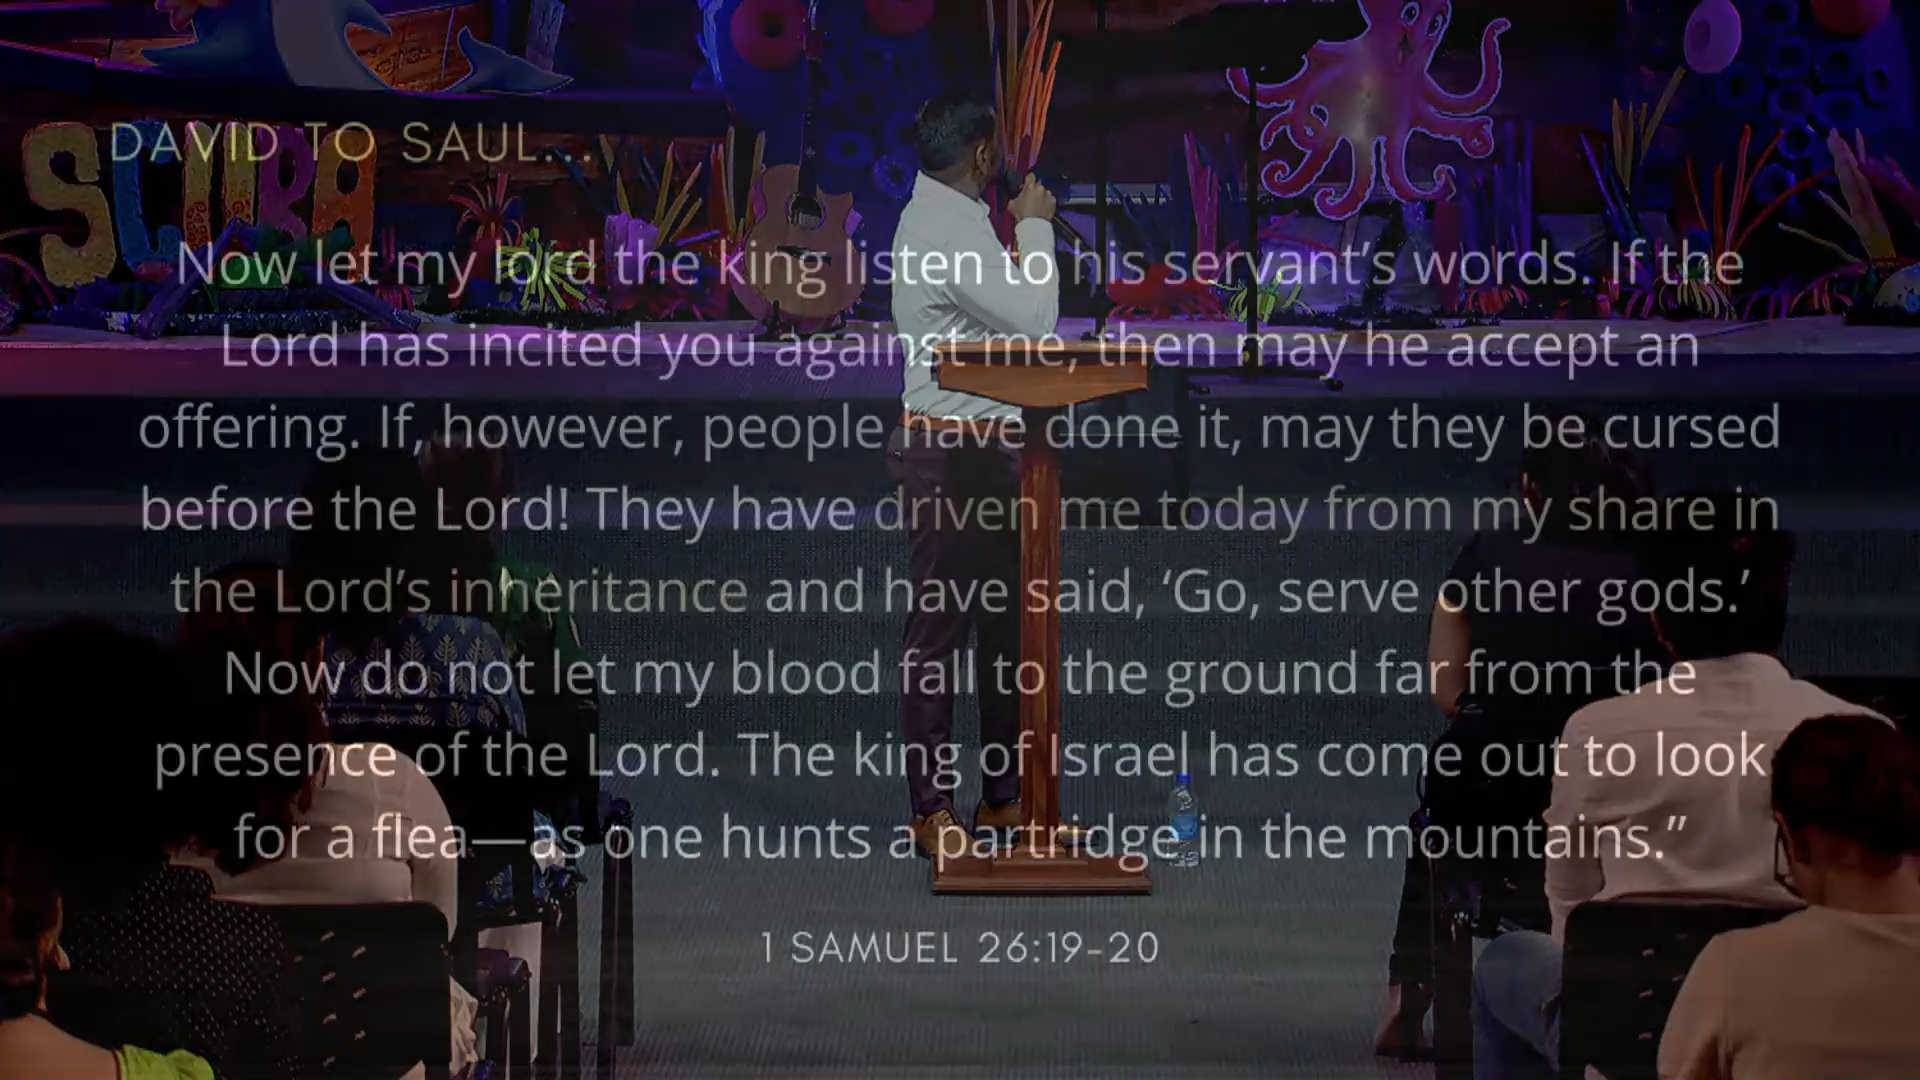 SCUBA
DAVID TO SAUL...
Now let my lord the king listen to his servant’s words. If the
Lord has incited you against me, then may he accept an
offering. If, however, people have done it, may they be cursed
before the Lord! They have driven me today from my share in
the Lord’s inheritance and have said, ‘Go, serve other gods.’
Now do not let my blood fall to the ground far from the
presence of the Lord. The king of Israel has come out to look
for a flea—as one hunts a partridge in the mountains.”
1 SAMUEL 26:19-20